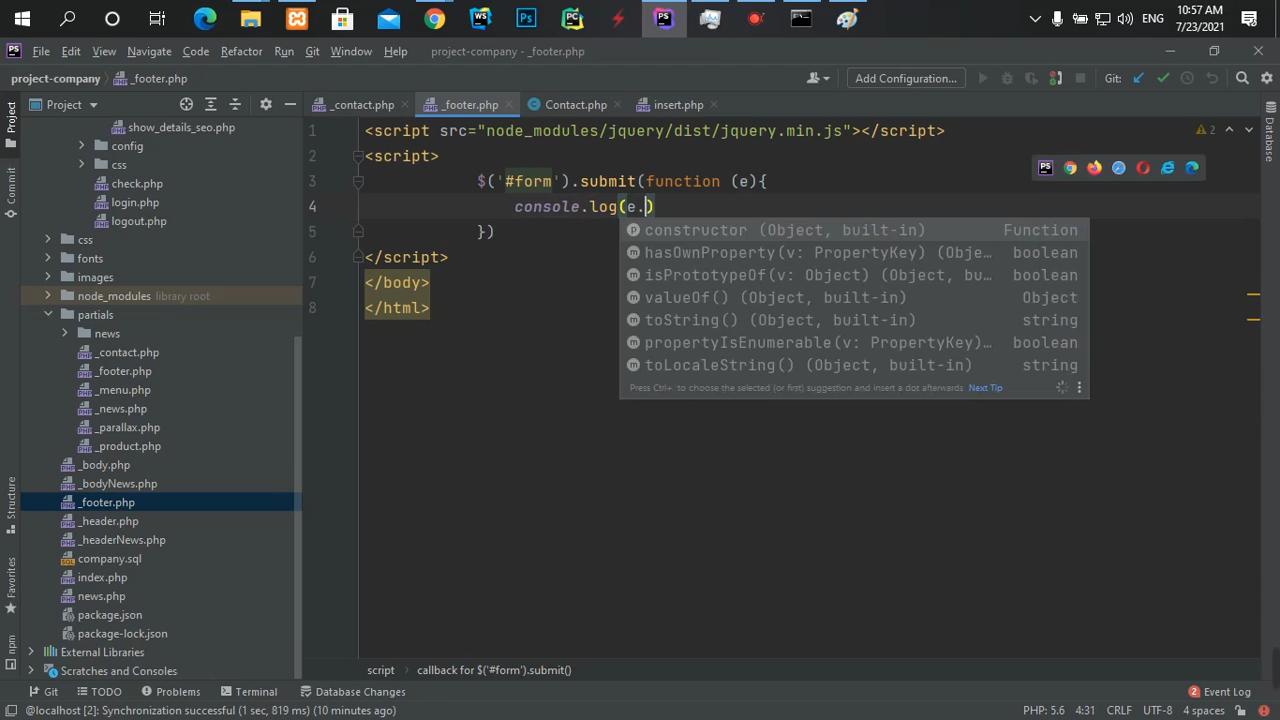 10:57 AM
ENG
7/23/2021
File Edit View Navigate Code Refactor Run Git Window Help project-company - _footer.php
project-company _footer.php Add Configuration... Git:
Project _contact.php _footer.php Contact.php insert.php
Project
Commit
Structure
Favorites
npm
Database
show_details_seo.php
config
css
check.php
login.php
logout.php
css
fonts
images
node_modules library root
partials
news
_contact.php
_footer.php
_menu.php
_news.php
_parallax.php
_product.php
_body.php
_bodyNews.php
_footer.php
_header.php
_headerNews.php
company.sql
index.php
news.php
package.json
package-lock.json
External Libraries
Scratches and Consoles
1 <script src="node_modules/jquery/dist/jquery.min.js"></script>
2 <script>
3 $('#form').submit(function (e){
4 console.log(e.)
5 })
6 </script>
7 </body>
8 </html>
2
constructor (Object, built-in) Function
hasOwnProperty(v: PropertyKey) (Obje… boolean
isPrototypeOf(v: Object) (Object, bu… boolean
valueOf() (Object, built-in) Object
toString() (Object, built-in) string
propertyIsEnumerable(v: PropertyKey)… boolean
toLocaleString() (Object, built-in) string
Press Ctrl+ to choose the selected (or first) suggestion and insert a dot afterwards Next Tip
script callback for $('#form').submit()
Git TODO Problems Terminal Database Changes 2 Event Log
@localhost [2]: Synchronization successful (1 sec, 819 ms) (10 minutes ago) PHP: 5.6 4:31 CRLF UTF-8 4 spaces